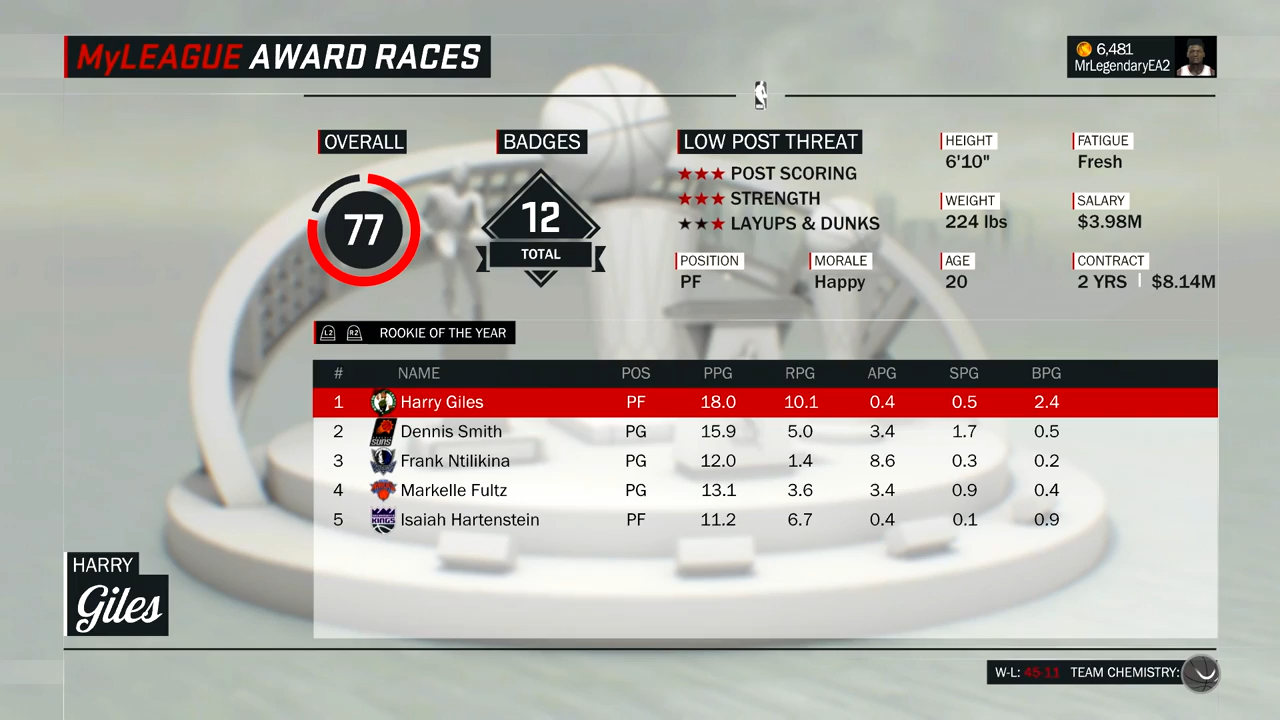 MyLEAGUE AWARD RACES
6,481
MrLegendaryEA2
OVERALL
77
BADGES
12
TOTAL
LOW POST THREAT
★★★ POST SCORING
★★★ STRENGTH
★★★ LAYUPS & DUNKS
POSITION
PF
MORALE
Happy
HEIGHT
6'10"
WEIGHT
224 lbs
AGE
20
FATIGUE
Fresh
SALARY
$3.98M
CONTRACT
2 YRS | $8.14M
L2 R2 ROOKIE OF THE YEAR
# NAME POS PPG RPG APG SPG BPG
1 Harry Giles PF 18.0 10.1 0.4 0.5 2.4
2 Dennis Smith PG 15.9 5.0 3.4 1.7 0.5
3 Frank Ntilikina PG 12.0 1.4 8.6 0.3 0.2
4 Markelle Fultz PG 13.1 3.6 3.4 0.9 0.4
5 Isaiah Hartenstein PF 11.2 6.7 0.4 0.1 0.9
SUNS
KINGS
HARRY
Giles
W-L: 45-11 TEAM CHEMISTRY: